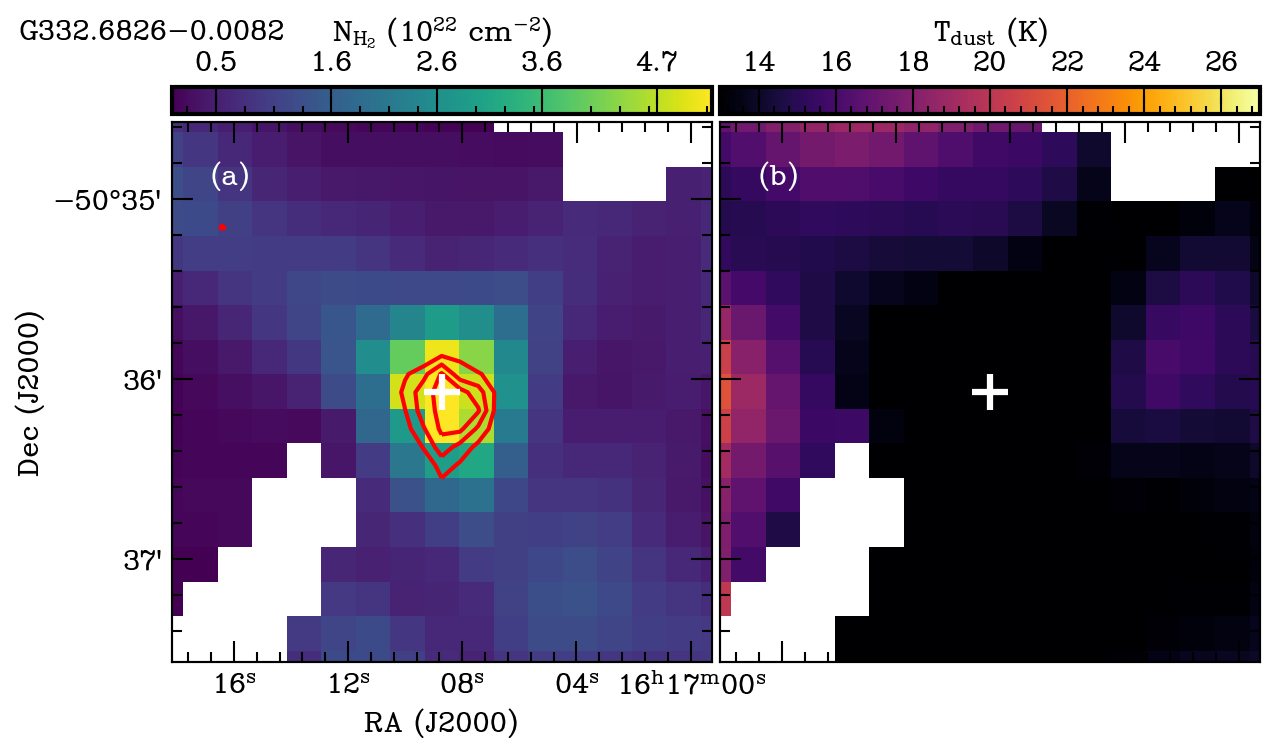 G332.6826−0.0082 N_H₂ (10²² cm⁻²) T_dust (K)
0.5 1.6 2.6 3.6 4.7 14 16 18 20 22 24 26
(a) (b)
−50°35'
36'
37'
Dec (J2000)
16ˢ 12ˢ 08ˢ 04ˢ 16ʰ17ᵐ00ˢ
RA (J2000)